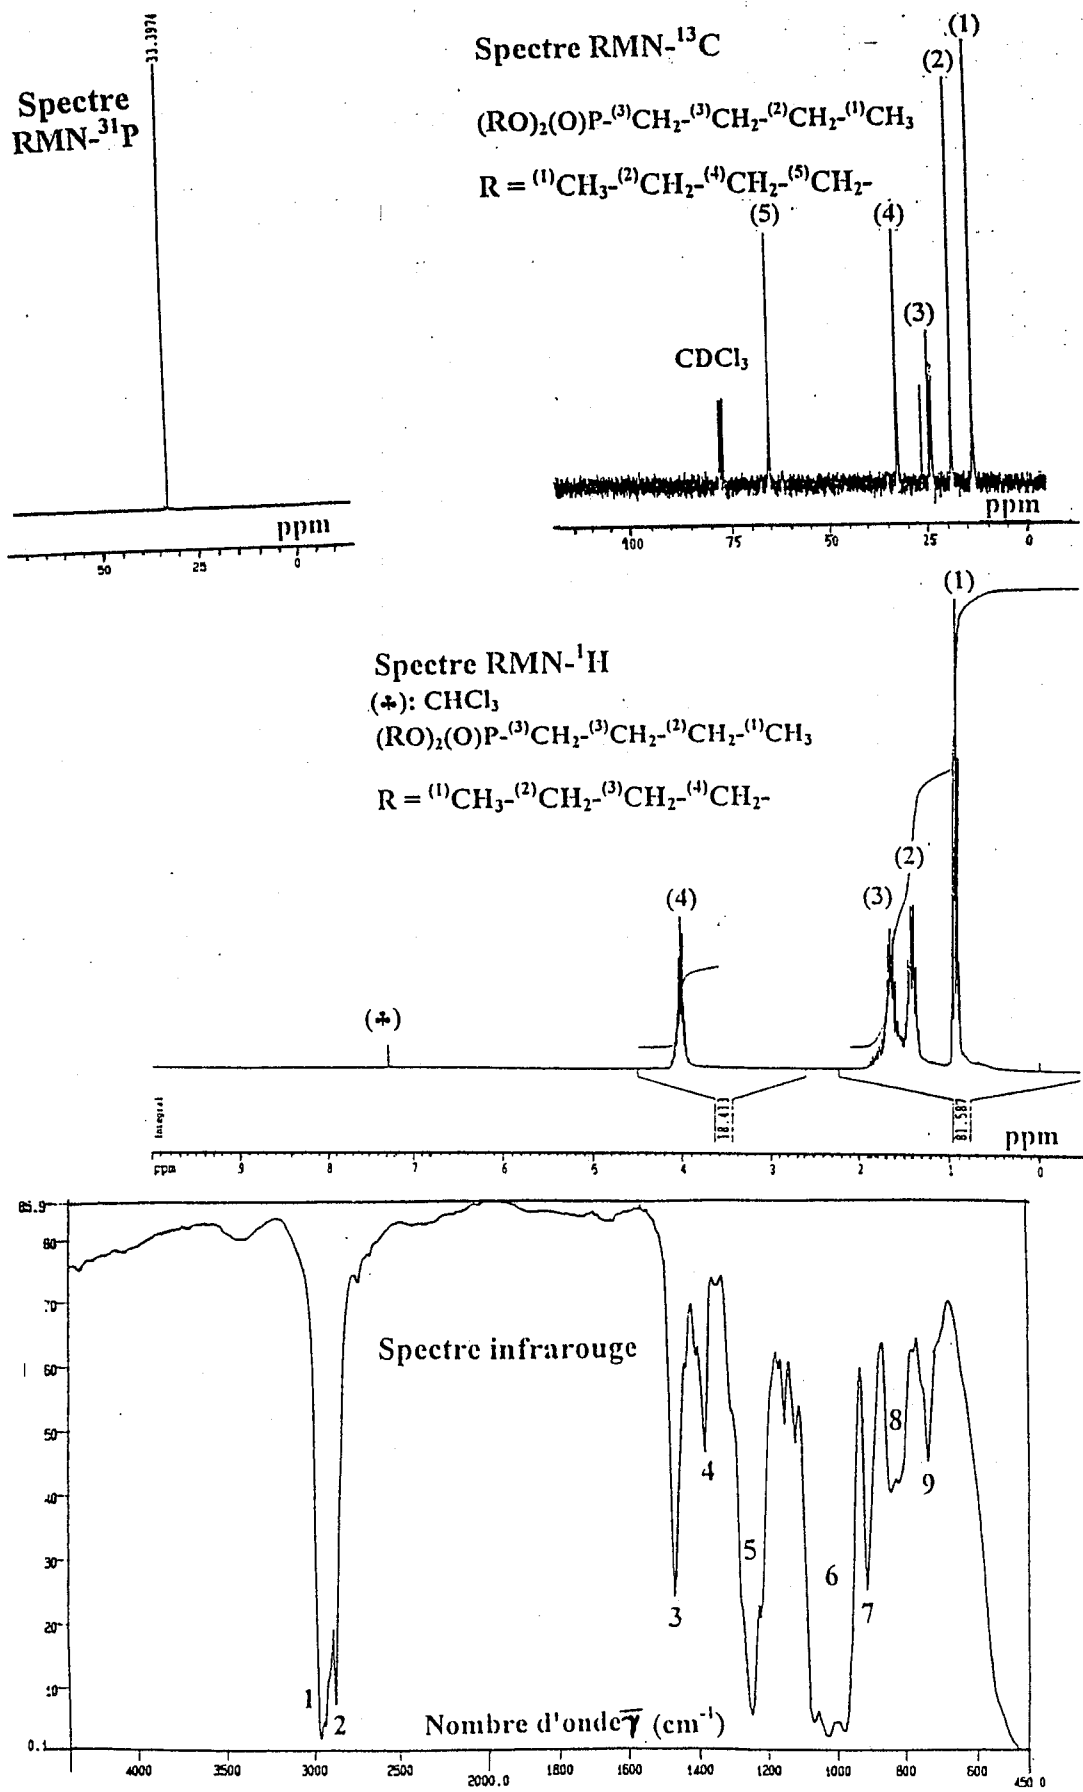 33.3974
Spectre
RMN-³¹P
ppm
50 25 0
Spectre RMN-¹³C
(RO)₂(O)P-⁽³⁾CH₂-⁽³⁾CH₂-⁽²⁾CH₂-⁽¹⁾CH₃
R = ⁽¹⁾CH₃-⁽²⁾CH₂-⁽⁴⁾CH₂-⁽⁵⁾CH₂-
(1)
(2)
(5)
(4)
(3)
CDCl₃
ppm
100 75 50 25 0
Spectre RMN-¹H
(♣): CHCl₃
(RO)₂(O)P-⁽³⁾CH₂-⁽³⁾CH₂-⁽²⁾CH₂-⁽¹⁾CH₃
R = ⁽¹⁾CH₃-⁽²⁾CH₂-⁽³⁾CH₂-⁽⁴⁾CH₂-
(1)
(2)
(3)
(4)
(♣)
Integral
18.413
81.587
ppm
ppm 9 8 7 6 5 4 3 2 1 0
85.9
80
70
60
50
40
30
20
10
0.1
Spectre infrarouge
1
2
3
4
5
6
7
8
9
Nombre d'onde γ̅ (cm⁻¹)
4000 3500 3000 2500 2000.0 1800 1600 1400 1200 1000 800 600 450.0